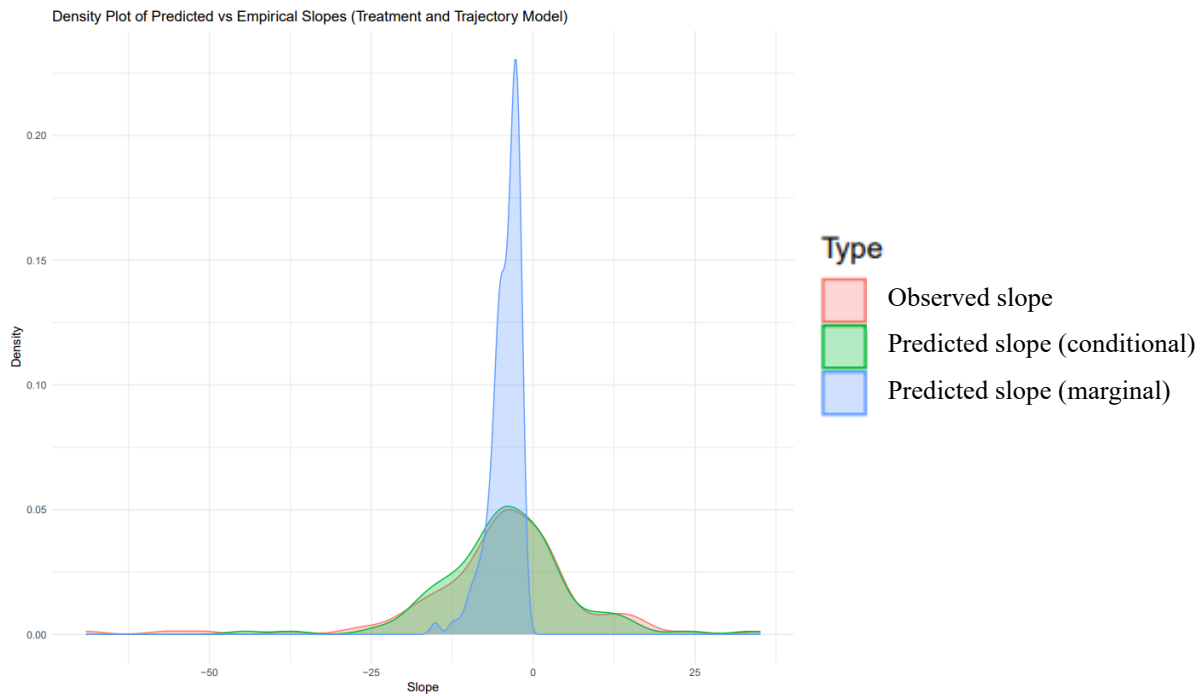 Density Plot of Predicted vs Empirical Slopes (Treatment and Trajectory Model)
0.20
0.15
0.10
0.05
0.00
Density
−50
−25
0
25
Slope
Type
Observed slope
Predicted slope (conditional)
Predicted slope (marginal)